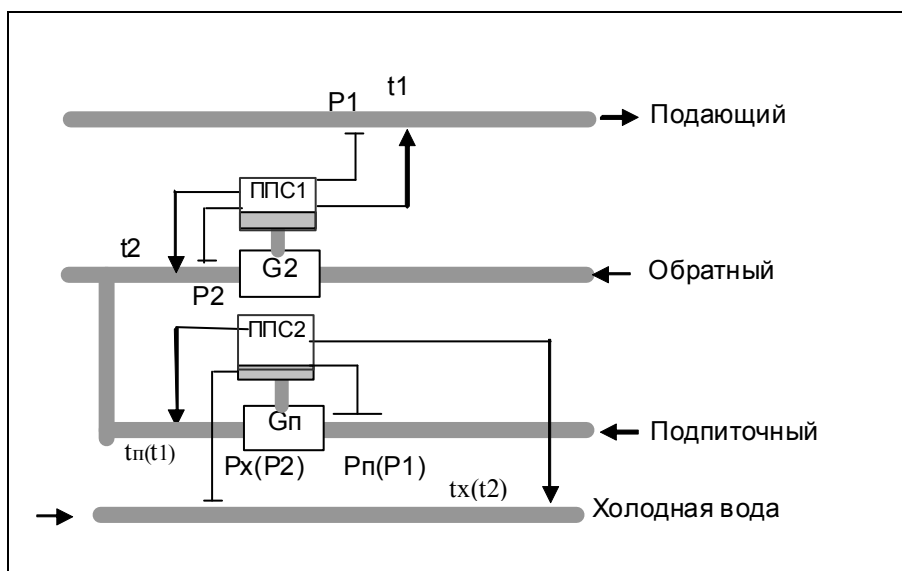 t1
P1
Подающий
ППС1
t2
G2
Обратный
P2
ППС2
Gп
Подпиточный
tп(t1)
Px(P2)
Pп(P1)
tx(t2)
Холодная вода